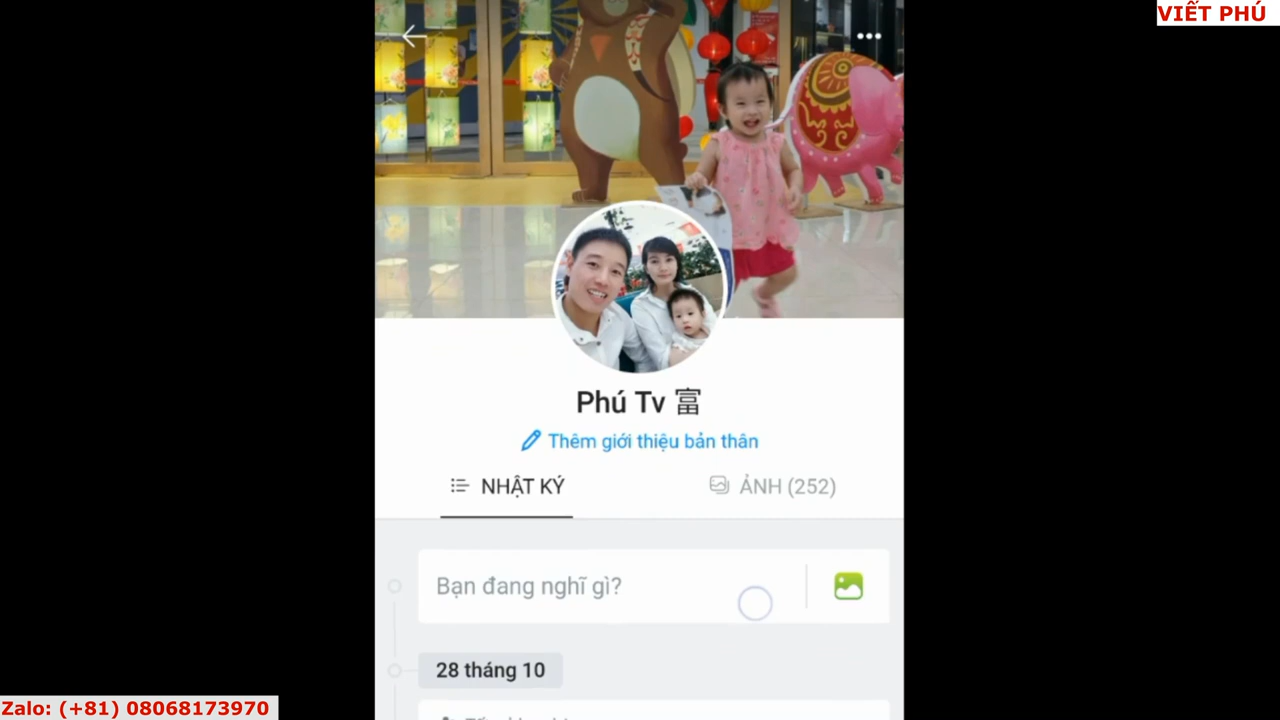 VIẾT PHÚ
Phú Tv 富
Thêm giới thiệu bản thân
NHẬT KÝ
ẢNH (252)
Bạn đang nghĩ gì?
28 tháng 10
Zalo: (+81) 08068173970